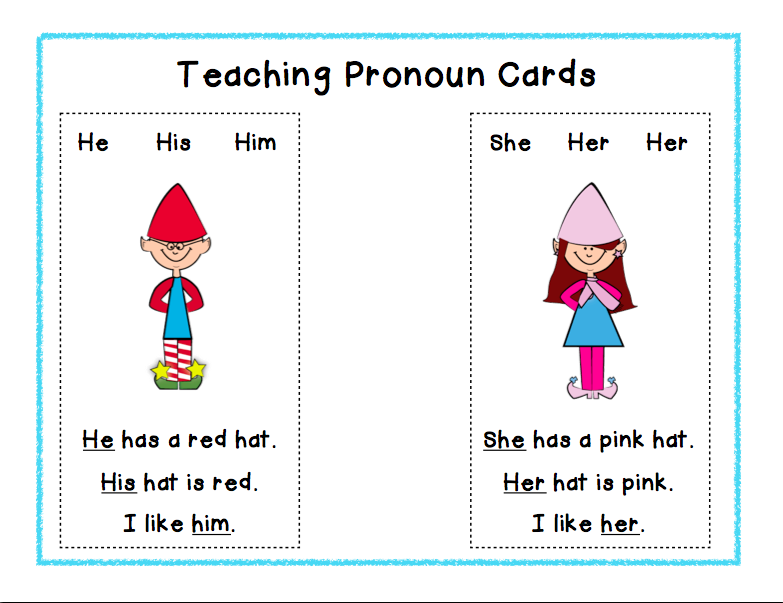 Teaching Pronoun Cards
He His Him
He has a red hat.
His hat is red.
I like him.
She Her Her
She has a pink hat.
Her hat is pink.
I like her.